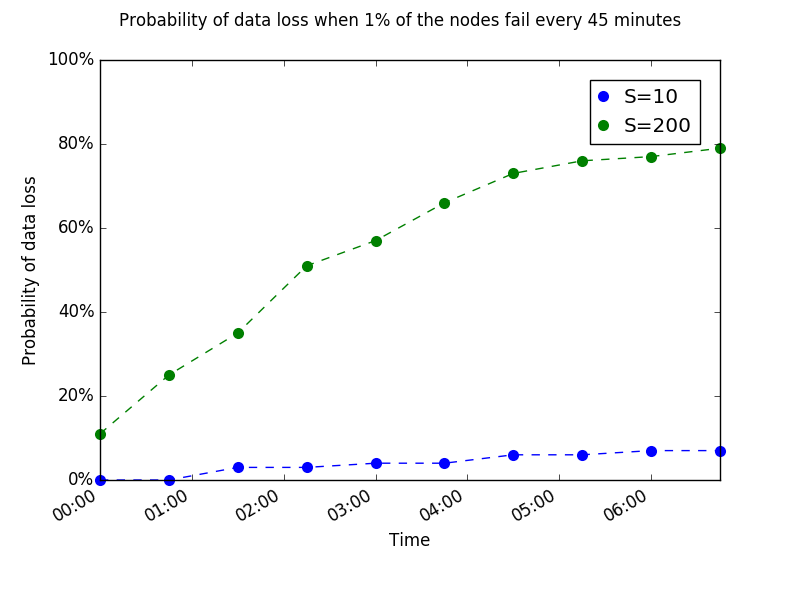 Probability of data loss when 1% of the nodes fail every 45 minutes
100%
80%
60%
40%
20%
0%
Probability of data loss
S=10
S=200
00:00
01:00
02:00
03:00
04:00
05:00
06:00
Time